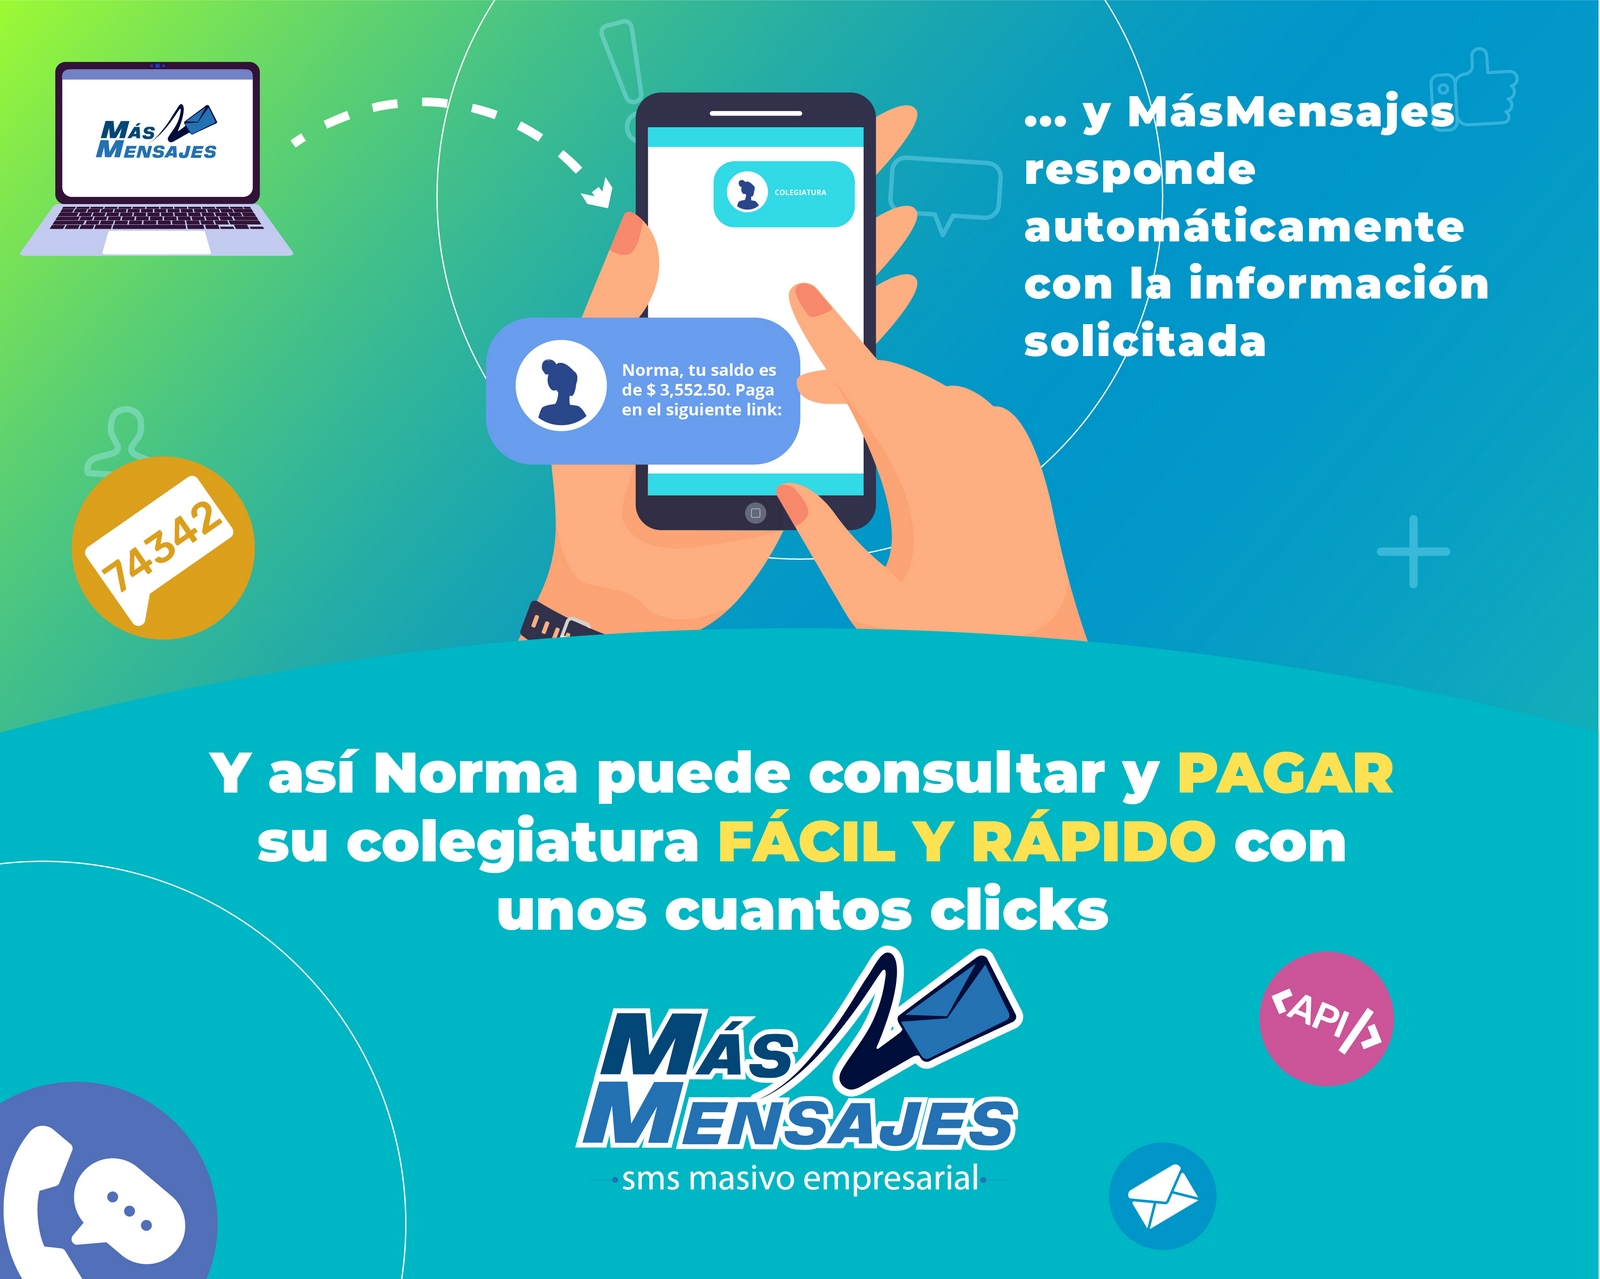 MÁS
MENSAJES
... y MásMensajes
responde
automáticamente
con la información
solicitada
COLEGIATURA
Norma, tu saldo es
de $ 3,552.50. Paga
en el siguiente link:
74342
Y así Norma puede consultar y PAGAR
su colegiatura FÁCIL Y RÁPIDO con
unos cuantos clicks
MÁS
MENSAJES
sms masivo empresarial
<API/>